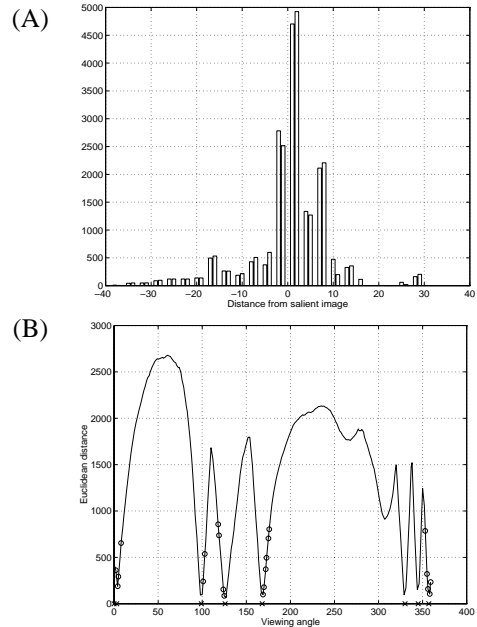 (A)
5000
4500
4000
3500
3000
2500
2000
1500
1000
500
0
−40 −30 −20 −10 0 10 20 30 40
Distance from salient image
(B)
3000
2500
2000
1500
1000
500
0
Euclidean distance
0 50 100 150 200 250 300 350 400
Viewing angle